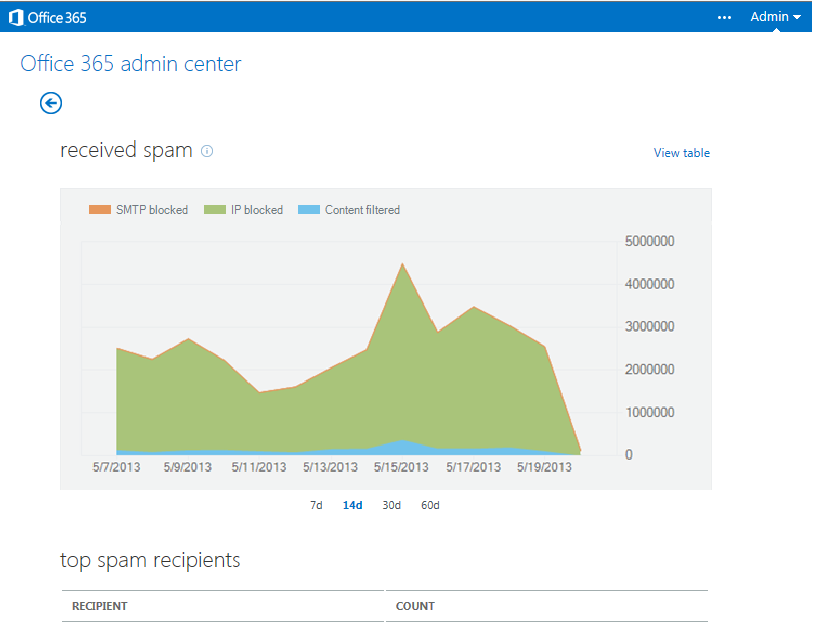 Office 365 ... Admin
Office 365 admin center
received spam
View table
SMTP blocked IP blocked Content filtered
5000000
4000000
3000000
2000000
1000000
0
5/7/2013 5/9/2013 5/11/2013 5/13/2013 5/15/2013 5/17/2013 5/19/2013
7d 14d 30d 60d
top spam recipients
RECIPIENT COUNT